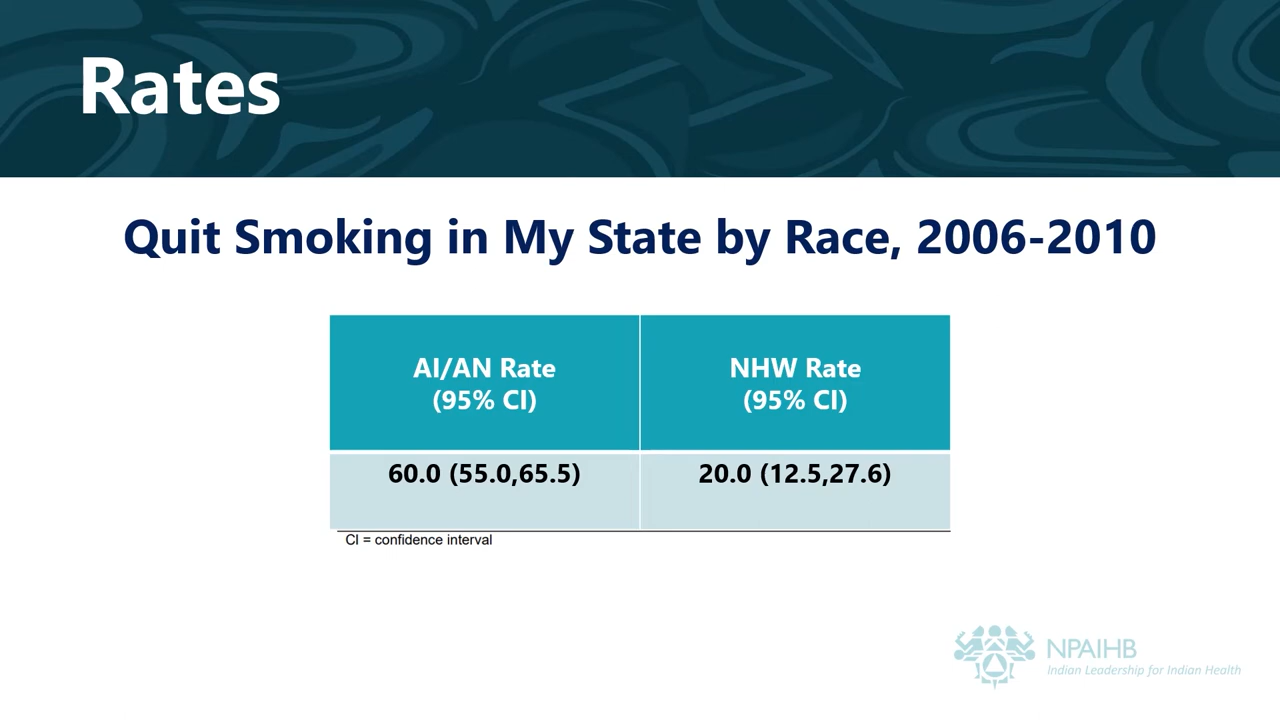 Rates
Quit Smoking in My State by Race, 2006-2010
AI/AN Rate
(95% CI)
NHW Rate
(95% CI)
60.0 (55.0,65.5)
20.0 (12.5,27.6)
CI = confidence interval
NPAIHB
Indian Leadership for Indian Health